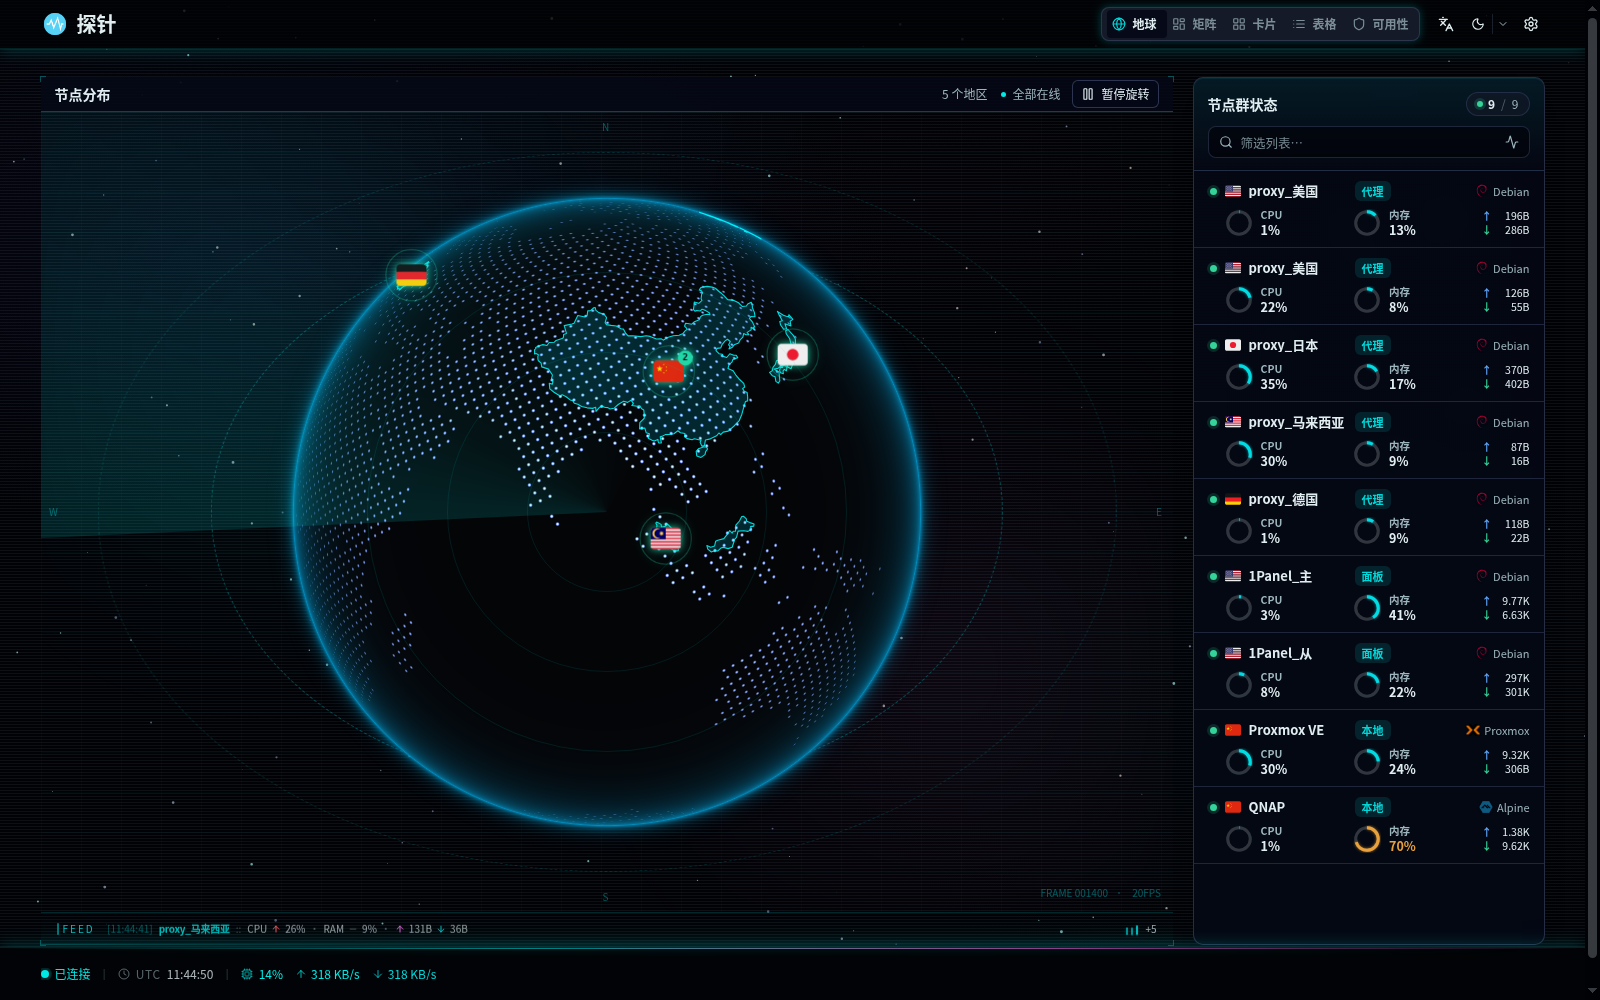 探针
地球 矩阵 卡片 表格 可用性
节点分布
5 个地区 全部在线 暂停旋转
N
W
E
S
2
FRAME 001400 · 20FPS
FEED [11:44:41] proxy_马来西亚 :: CPU ↑ 26% · RAM — 9% · ↑ 131B ↓ 36B
+5
节点群状态
9 / 9
筛选列表…
proxy_美国 代理 Debian
CPU 1% 内存 13% ↑ 196B ↓ 286B
proxy_美国 代理 Debian
CPU 22% 内存 8% ↑ 126B ↓ 55B
proxy_日本 代理 Debian
CPU 35% 内存 17% ↑ 370B ↓ 402B
proxy_马来西亚 代理 Debian
CPU 30% 内存 9% ↑ 87B ↓ 16B
proxy_德国 代理 Debian
CPU 1% 内存 9% ↑ 118B ↓ 22B
1Panel_主 面板 Debian
CPU 3% 内存 41% ↑ 9.77K ↓ 6.63K
1Panel_从 面板 Debian
CPU 8% 内存 22% ↑ 297K ↓ 301K
Proxmox VE 本地 Proxmox
CPU 30% 内存 24% ↑ 9.32K ↓ 306B
QNAP 本地 Alpine
CPU 1% 内存 70% ↑ 1.38K ↓ 9.62K
已连接 | UTC 11:44:50 | 14% ↑ 318 KB/s ↓ 318 KB/s